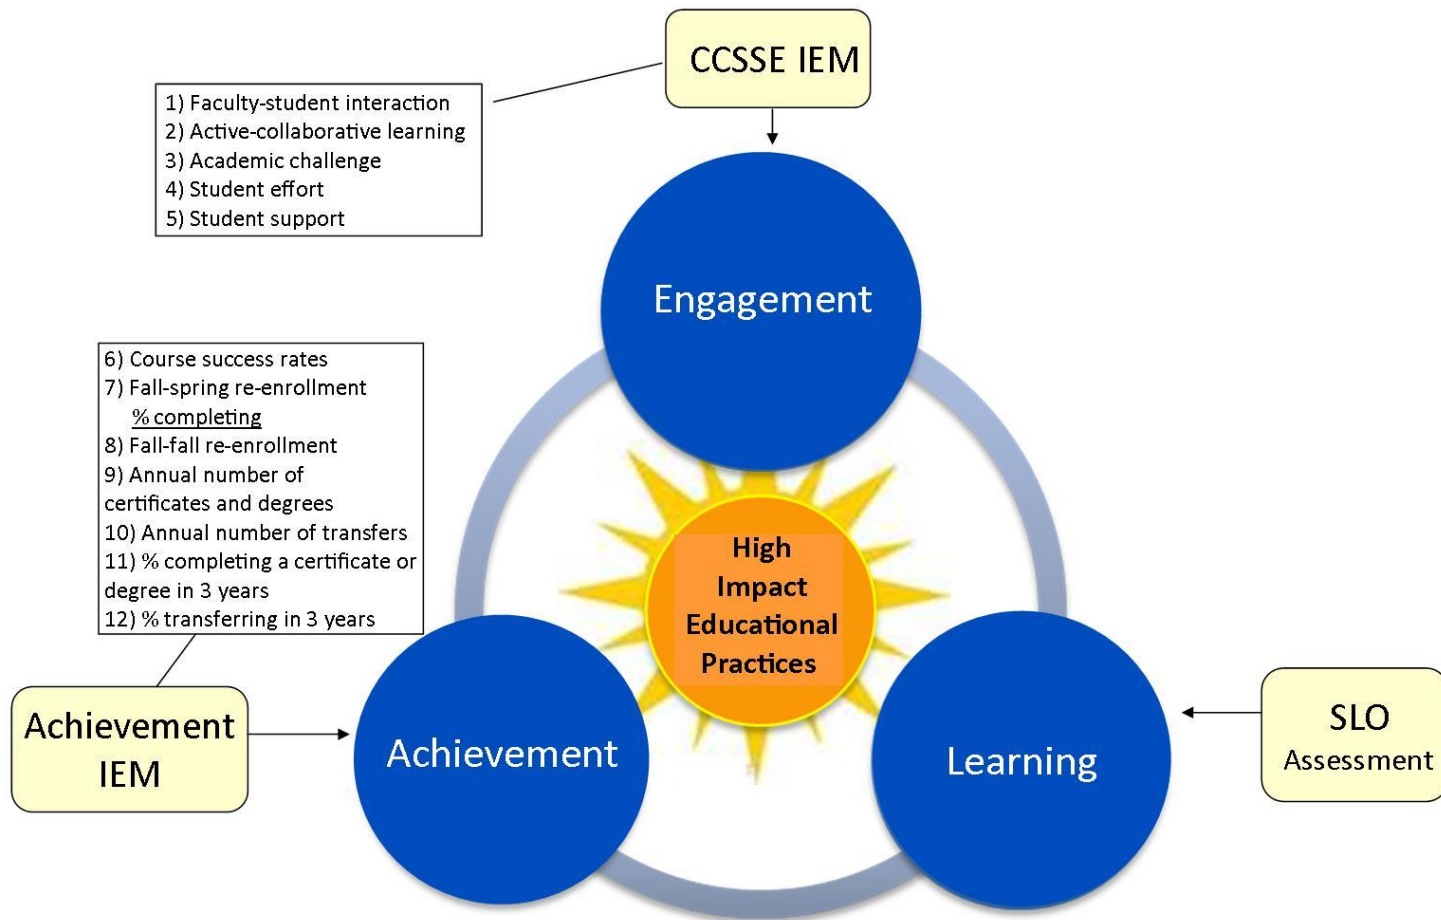 CCSSE IEM
1) Faculty-student interaction
2) Active-collaborative learning
3) Academic challenge
4) Student effort
5) Student support
Engagement
6) Course success rates
7) Fall-spring re-enrollment
% completing
8) Fall-fall re-enrollment
9) Annual number of
certificates and degrees
10) Annual number of transfers
11) % completing a certificate or
degree in 3 years
12) % transferring in 3 years
High
Impact
Educational
Practices
Achievement
IEM
Achievement
Learning
SLO
Assessment